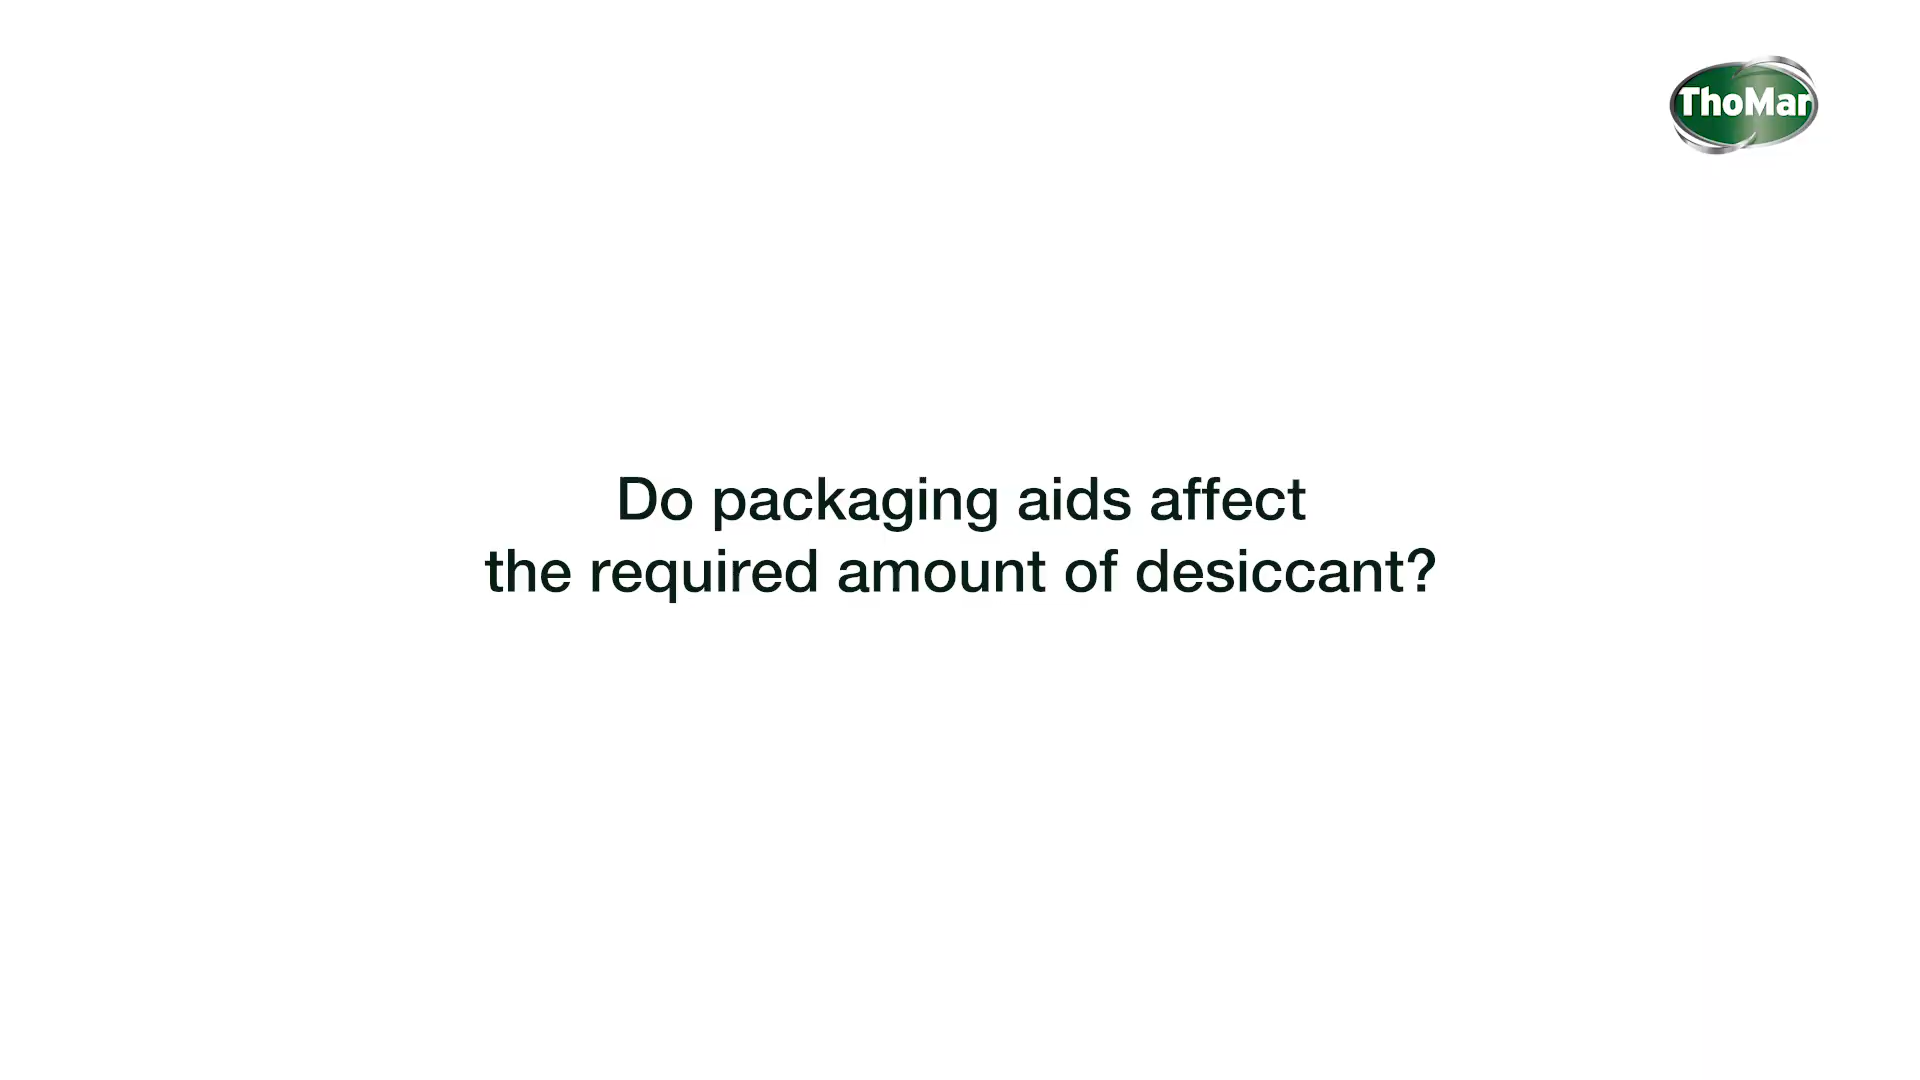 ThoMar
Do packaging aids affect
the required amount of desiccant?